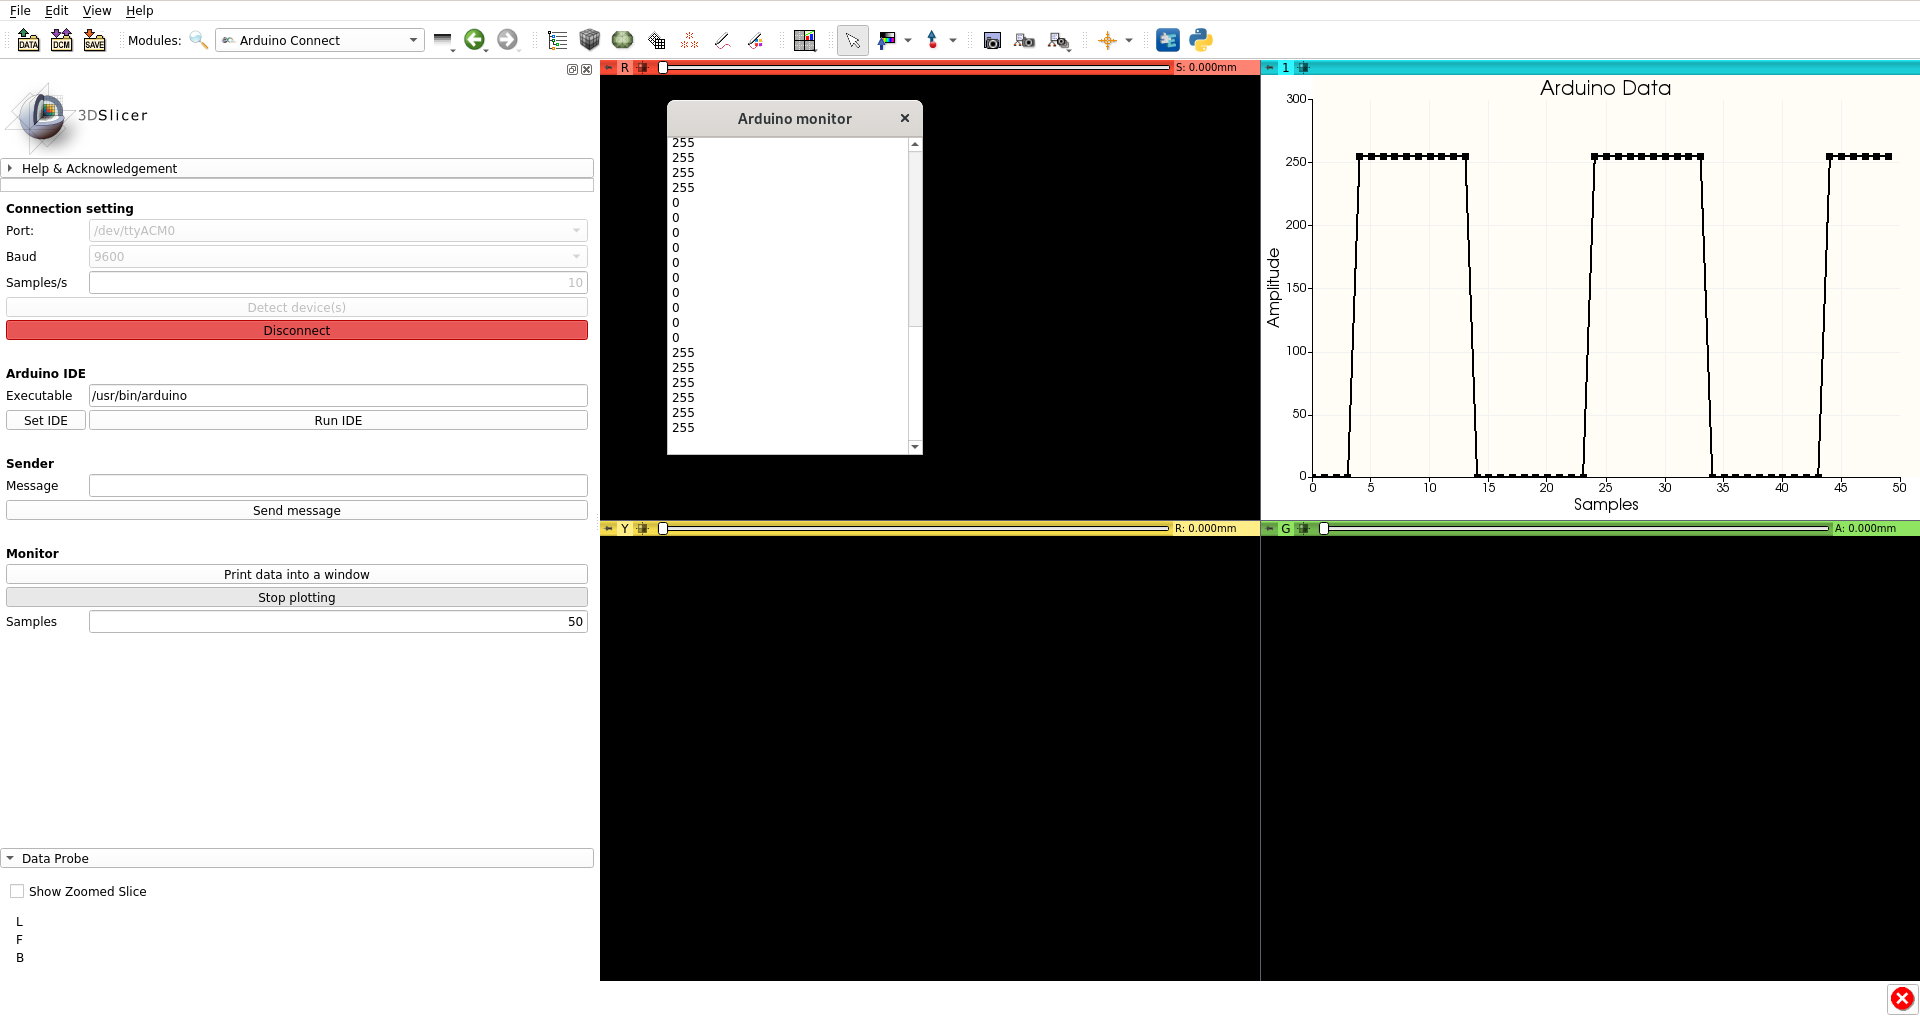 File Edit View Help
DATA DCM SAVE Modules: Arduino Connect
3DSlicer
Help & Acknowledgement
Connection setting
Port: /dev/ttyACM0
Baud 9600
Samples/s 10
Detect device(s)
Disconnect
Arduino IDE
Executable /usr/bin/arduino
Set IDE Run IDE
Sender
Message
Send message
Monitor
Print data into a window
Stop plotting
Samples 50
Data Probe
Show Zoomed Slice
L
F
B
R S: 0.000mm
Arduino monitor
255
255
255
255
0
0
0
0
0
0
0
0
0
0
255
255
255
255
255
255
1
Arduino Data
300
250
200
150
100
50
0
Amplitude
0 5 10 15 20 25 30 35 40 45 50
Samples
Y R: 0.000mm
G A: 0.000mm